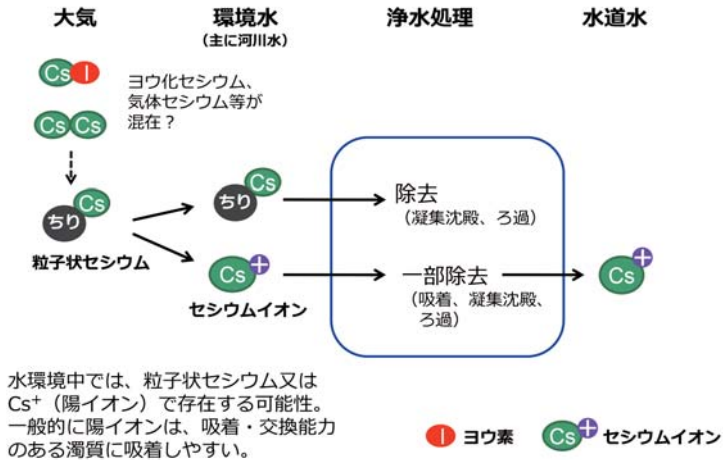 大気
環境水
(主に河川水)
浄水処理
水道水
Cs I
Cs Cs
ヨウ化セシウム、
気体セシウム等が
混在？
ちり Cs
粒子状セシウム
ちり Cs
Cs +
セシウムイオン
除去
（凝集沈殿、ろ過）
一部除去
（吸着、凝集沈殿、
ろ過）
Cs +
水環境中では、粒子状セシウム又は
Cs⁺（陽イオン）で存在する可能性。
一般的に陽イオンは、吸着・交換能力
のある濁質に吸着しやすい。
I ヨウ素
Cs + セシウムイオン